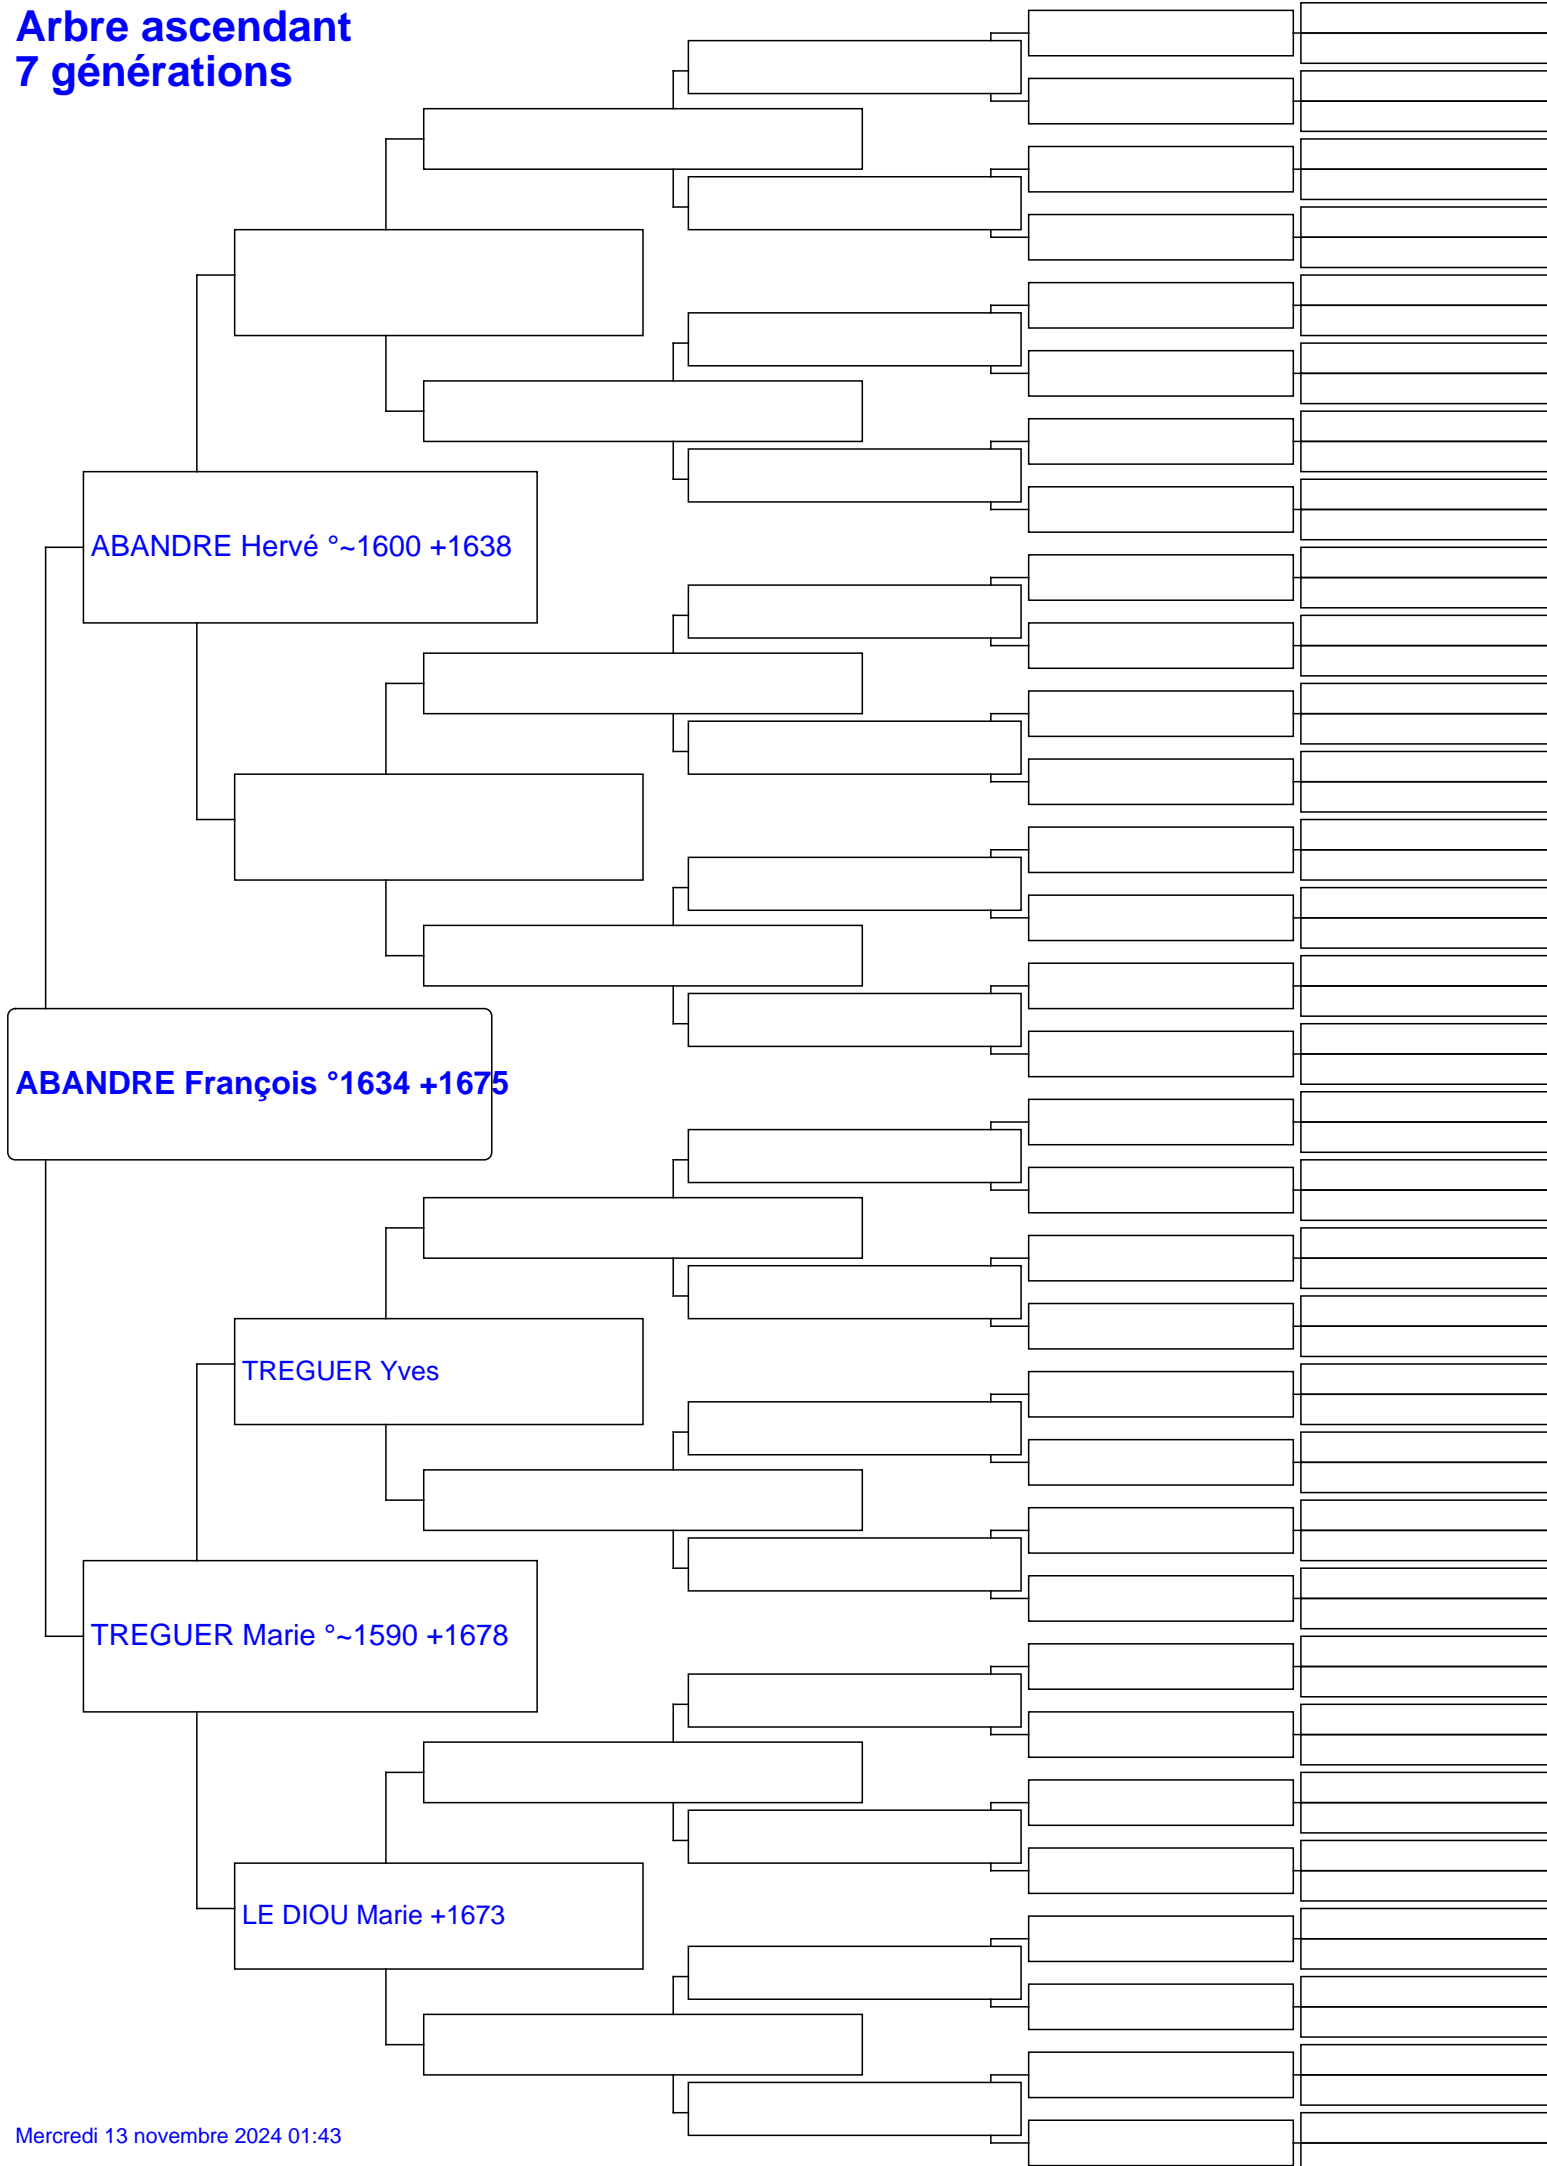 Arbre ascendant
7 générations
ABANDRE Hervé °~1600 +1638
ABANDRE François °1634 +1675
TREGUER Yves
TREGUER Marie °~1590 +1678
LE DIOU Marie +1673
Mercredi 13 novembre 2024 01:43